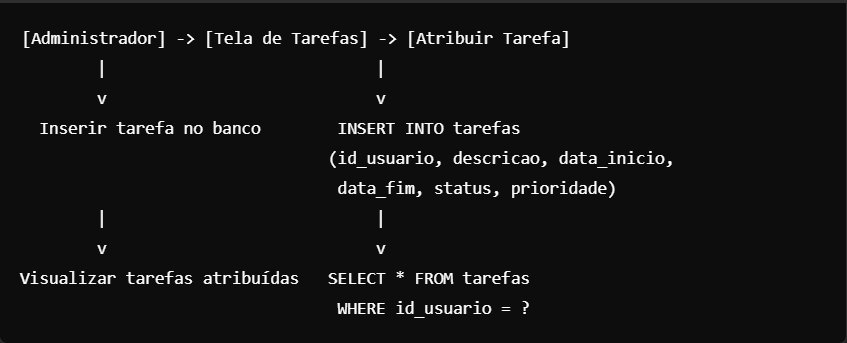 [Administrador] -> [Tela de Tarefas] -> [Atribuir Tarefa]
| |
v v
Inserir tarefa no banco INSERT INTO tarefas
(id_usuario, descricao, data_inicio,
data_fim, status, prioridade)
| |
v v
Visualizar tarefas atribuídas SELECT * FROM tarefas
WHERE id_usuario = ?